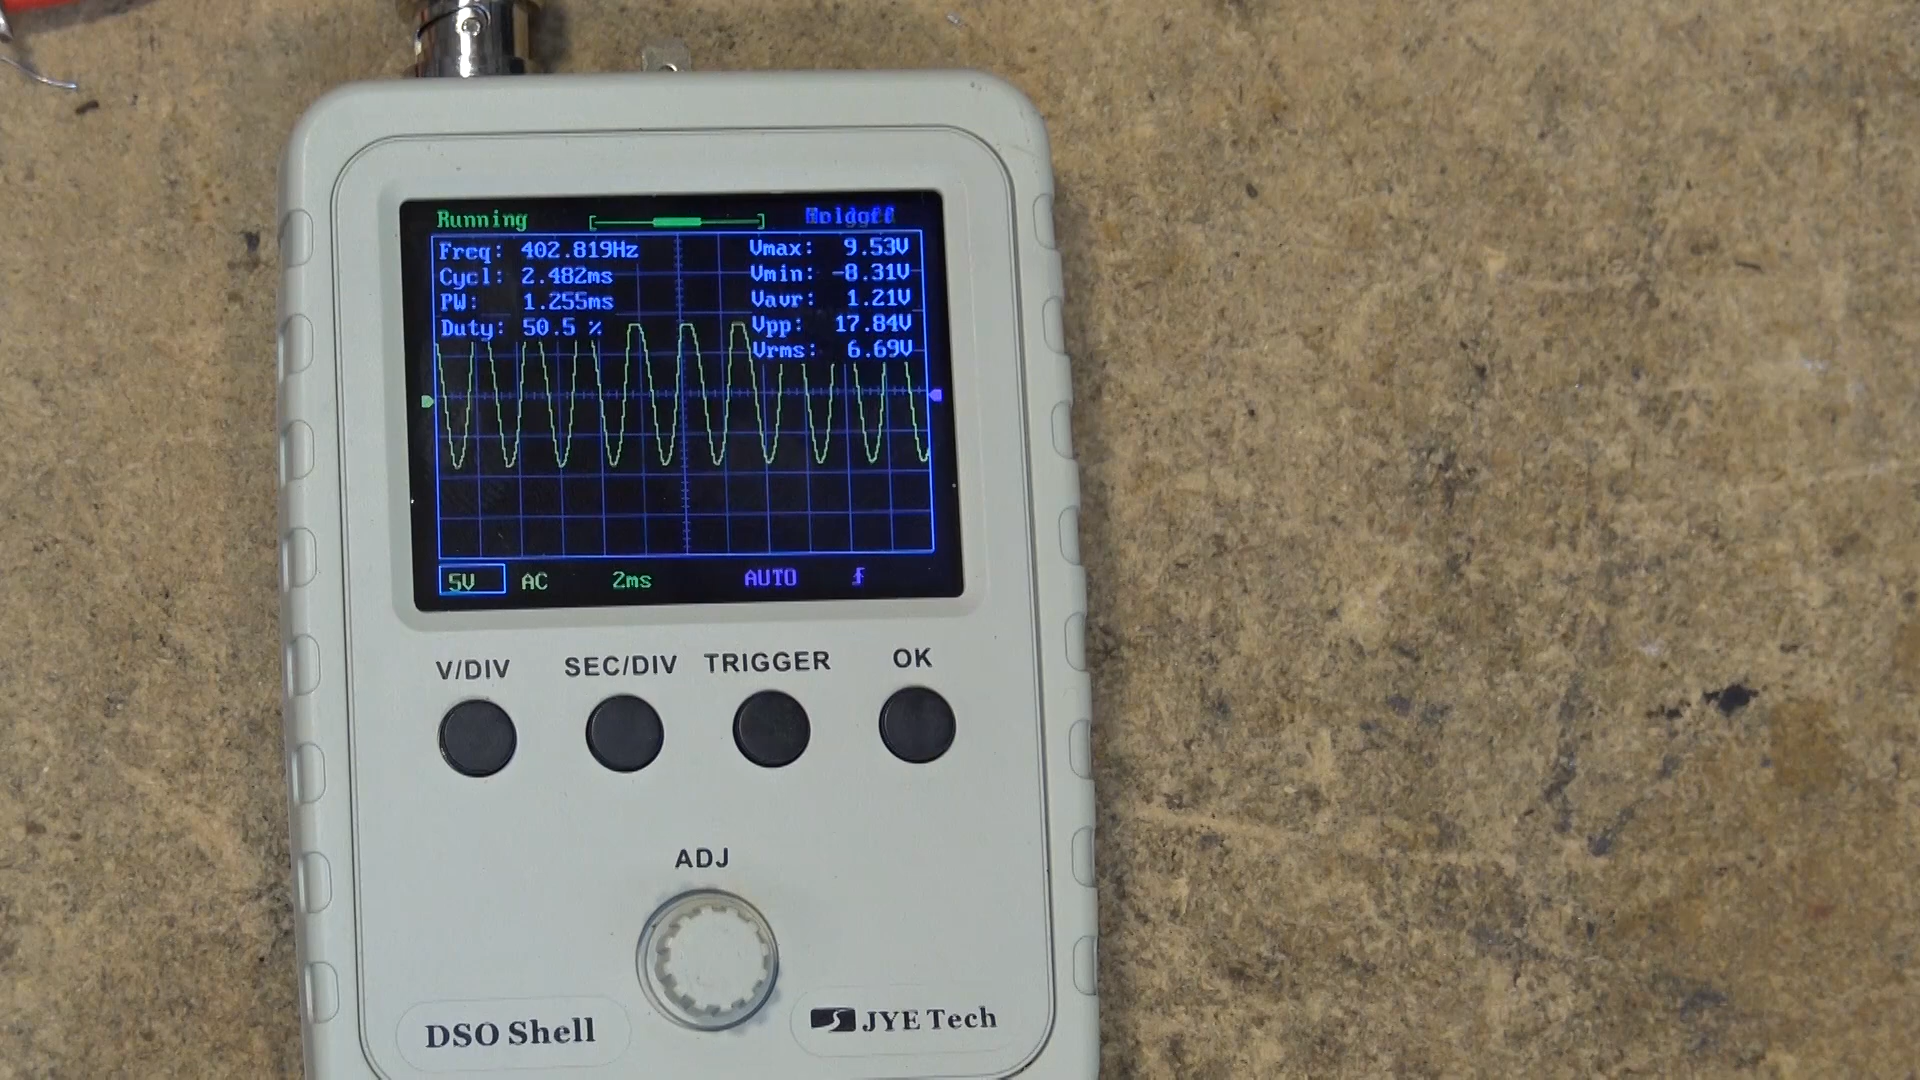 Running
Freq: 402.819Hz
Cycl: 2.482ms
PW: 1.255ms
Duty: 50.5 %
Vmax: 9.53V
Vmin: -8.31V
Vavr: 1.21V
Vpp: 17.84V
Vrms: 6.69V
5V AC 2ms AUTO
V/DIV SEC/DIV TRIGGER OK
ADJ
DSO Shell
JYE Tech